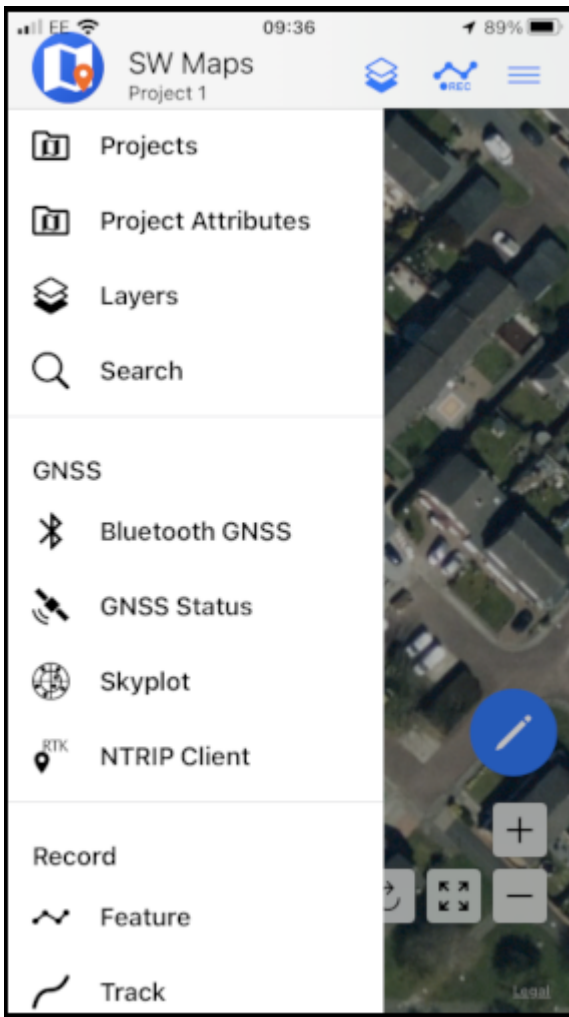 EE 09:36 89%
SW Maps
Project 1
REC
Projects
Project Attributes
Layers
Search
GNSS
Bluetooth GNSS
GNSS Status
Skyplot
RTK
NTRIP Client
Record
Feature
Track
Legal